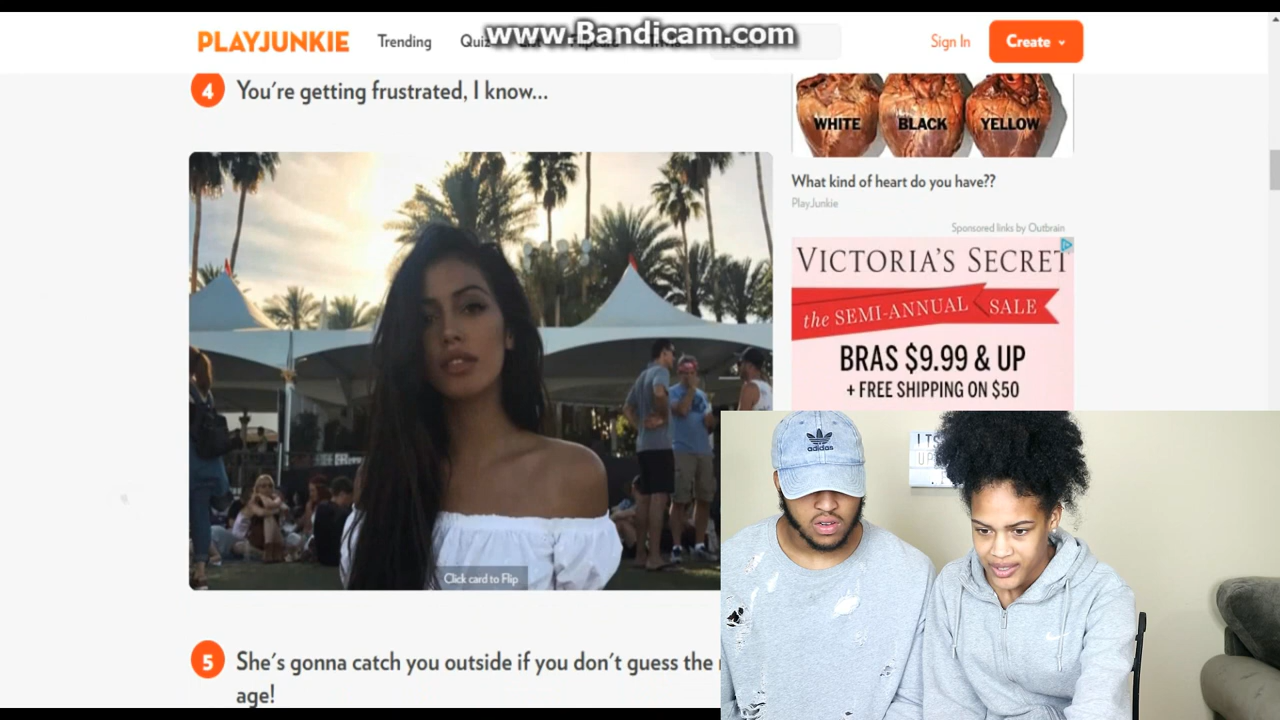 www.Bandicam.com
PLAYJUNKIE
Trending
Quiz
Sign In
Create
4
You're getting frustrated, I know...
WHITE
BLACK
YELLOW
What kind of heart do you have??
PlayJunkie
Sponsored links by Outbrain
VICTORIA'S SECRET
the SEMI-ANNUAL SALE
BRAS $9.99 & UP
+ FREE SHIPPING ON $50
Click card to Flip
adidas
ITS
UP
5
She's gonna catch you outside if you don't guess the
age!